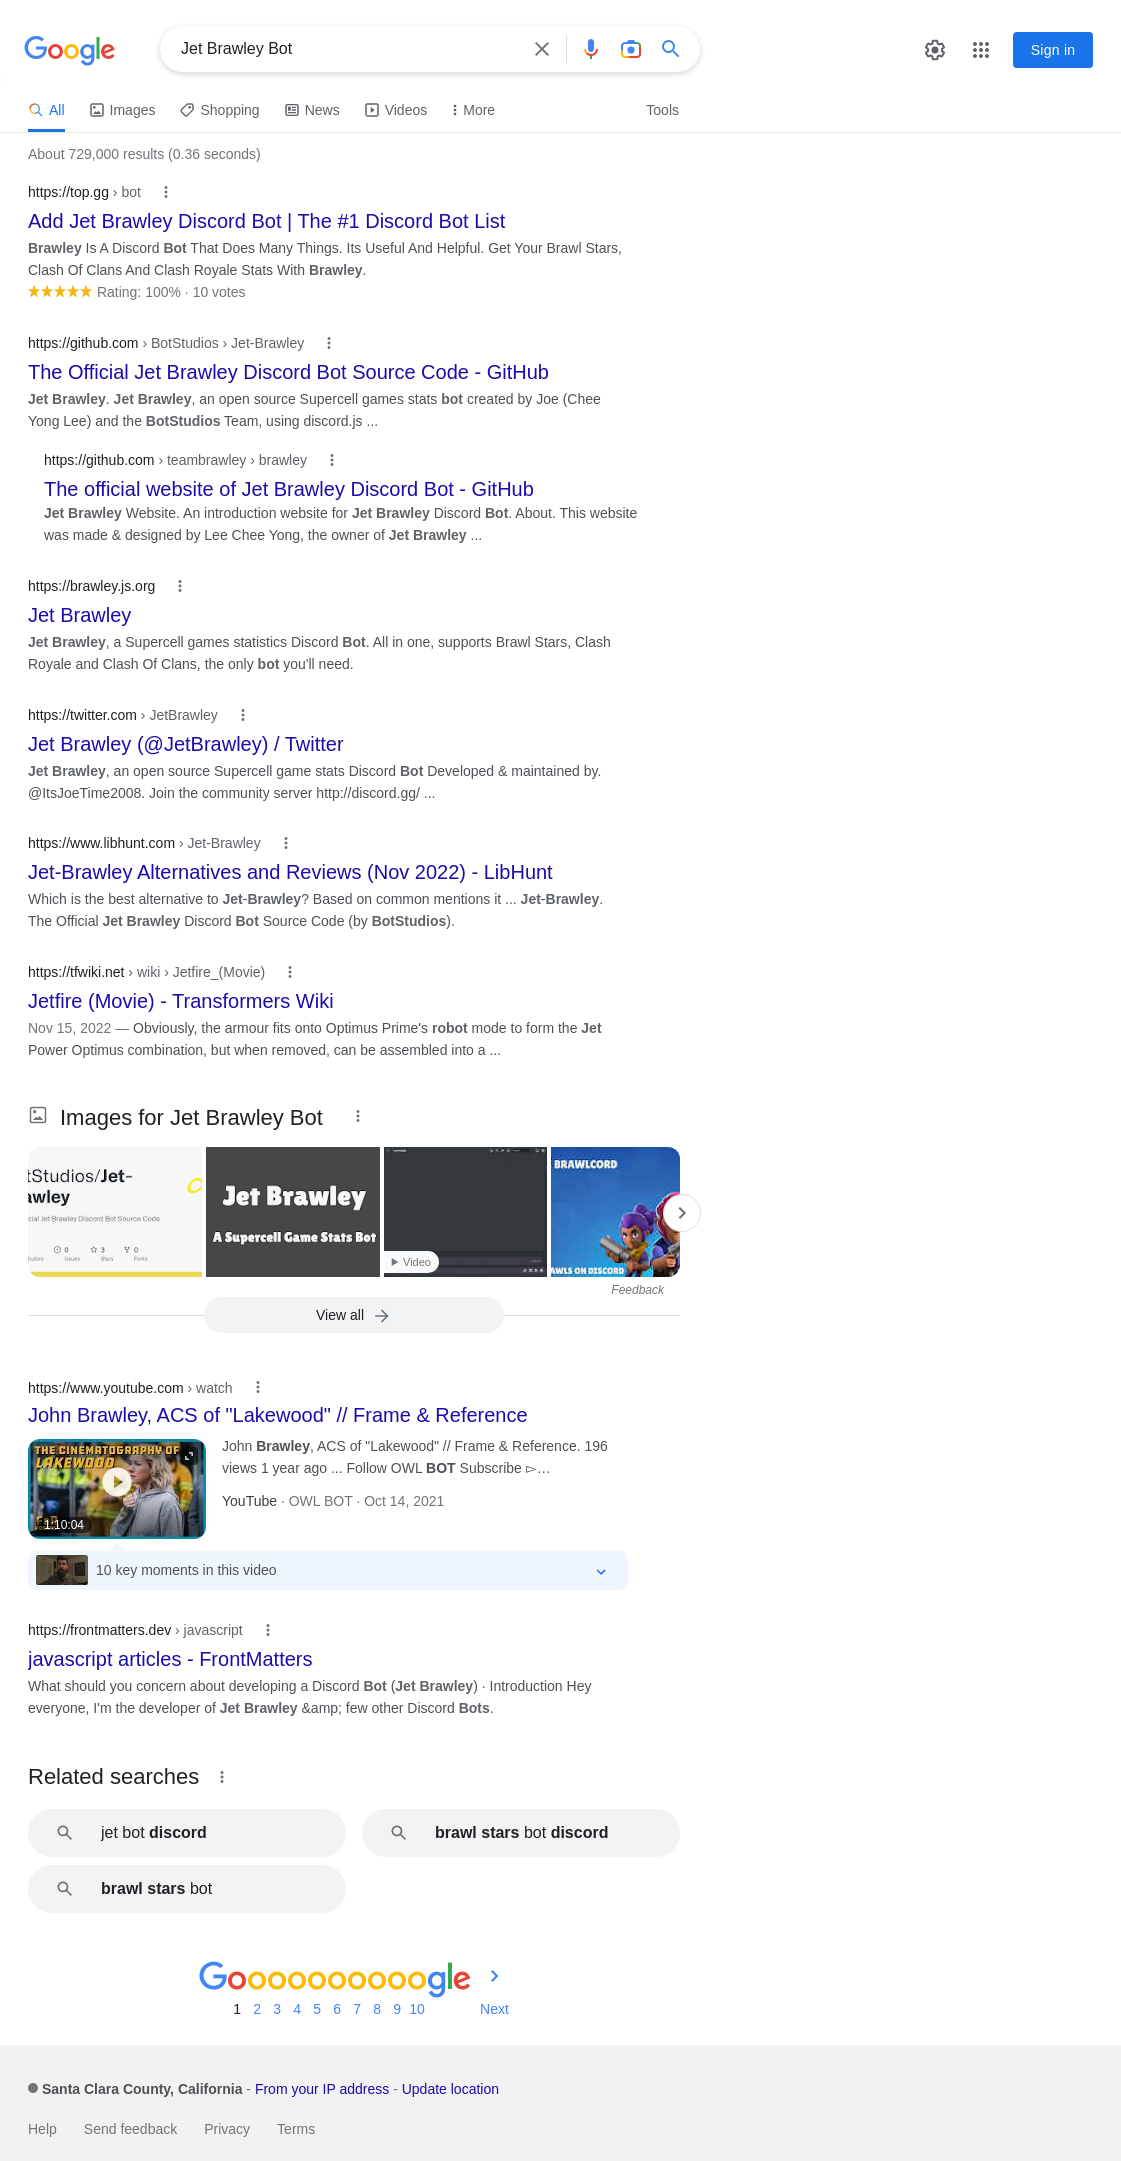 Google
Jet Brawley Bot
Sign in
All
Images
Shopping
News
Videos
More
Tools
About 729,000 results (0.36 seconds)
https://top.gg › bot
Add Jet Brawley Discord Bot | The #1 Discord Bot List
Brawley Is A Discord Bot That Does Many Things. Its Useful And Helpful. Get Your Brawl Stars,
Clash Of Clans And Clash Royale Stats With Brawley.
Rating: 100% · 10 votes
https://github.com › BotStudios › Jet-Brawley
The Official Jet Brawley Discord Bot Source Code - GitHub
Jet Brawley. Jet Brawley, an open source Supercell games stats bot created by Joe (Chee
Yong Lee) and the BotStudios Team, using discord.js ...
https://github.com › teambrawley › brawley
The official website of Jet Brawley Discord Bot - GitHub
Jet Brawley Website. An introduction website for Jet Brawley Discord Bot. About. This website
was made & designed by Lee Chee Yong, the owner of Jet Brawley ...
https://brawley.js.org
Jet Brawley
Jet Brawley, a Supercell games statistics Discord Bot. All in one, supports Brawl Stars, Clash
Royale and Clash Of Clans, the only bot you'll need.
https://twitter.com › JetBrawley
Jet Brawley (@JetBrawley) / Twitter
Jet Brawley, an open source Supercell game stats Discord Bot Developed & maintained by.
@ItsJoeTime2008. Join the community server http://discord.gg/ ...
https://www.libhunt.com › Jet-Brawley
Jet-Brawley Alternatives and Reviews (Nov 2022) - LibHunt
Which is the best alternative to Jet-Brawley? Based on common mentions it ... Jet-Brawley.
The Official Jet Brawley Discord Bot Source Code (by BotStudios).
https://tfwiki.net › wiki › Jetfire_(Movie)
Jetfire (Movie) - Transformers Wiki
Nov 15, 2022 — Obviously, the armour fits onto Optimus Prime's robot mode to form the Jet
Power Optimus combination, but when removed, can be assembled into a ...
Images for Jet Brawley Bot
tStudios/Jet-
awley
cial Jet Brawley Discord Bot Source Code
0 3 0
butors Issues Stars Forks
Jet Brawley
A Supercell Game Stats Bot
Video
BRAWLCORD
AWLS ON DISCORD
Feedback
View all
https://www.youtube.com › watch
John Brawley, ACS of "Lakewood" // Frame & Reference
THE CINEMATOGRAPHY OF
LAKEWOOD
1:10:04
John Brawley, ACS of "Lakewood" // Frame & Reference. 196
views 1 year ago ... Follow OWL BOT Subscribe ▻…
YouTube · OWL BOT · Oct 14, 2021
10 key moments in this video
https://frontmatters.dev › javascript
javascript articles - FrontMatters
What should you concern about developing a Discord Bot (Jet Brawley) · Introduction Hey
everyone, I'm the developer of Jet Brawley &amp; few other Discord Bots.
Related searches
jet bot discord
brawl stars bot discord
brawl stars bot
Goooooooooogle
1 2 3 4 5 6 7 8 9 10 Next
Santa Clara County, California - From your IP address - Update location
Help Send feedback Privacy Terms